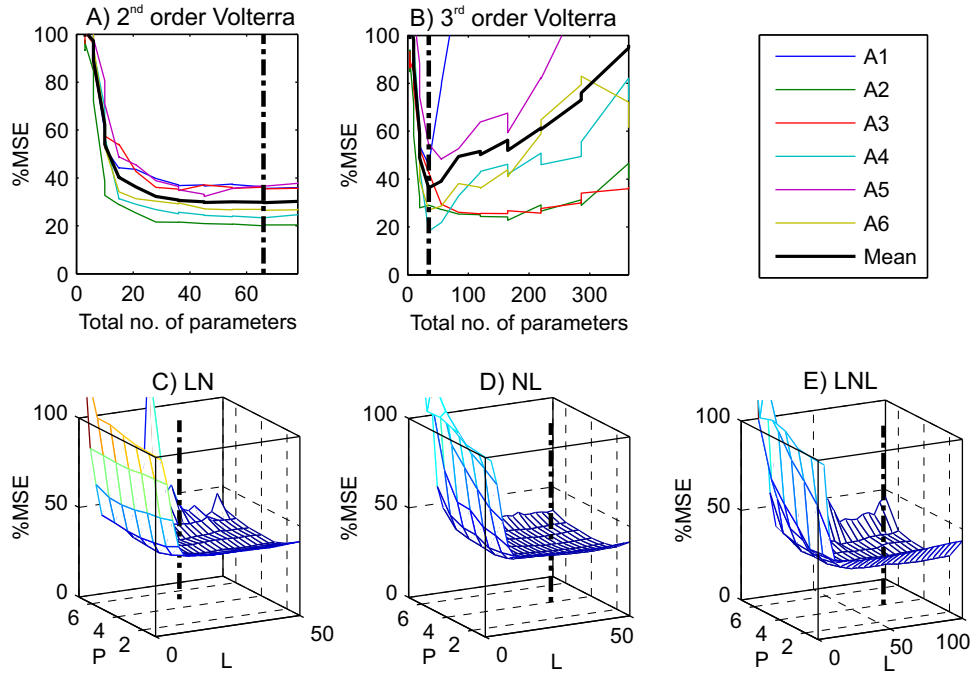 A) 2nd order Volterra
%MSE
100
80
60
40
20
0
0 20 40 60
Total no. of parameters
B) 3rd order Volterra
%MSE
100
80
60
40
20
0
0 100 200 300
Total no. of parameters
A1
A2
A3
A4
A5
A6
Mean
C) LN
%MSE
100
50
0
6
4
2
P
0
50
L
D) NL
%MSE
100
50
0
6
4
2
P
0
50
L
E) LNL
%MSE
100
50
0
6
4
2
P
0
50
100
L